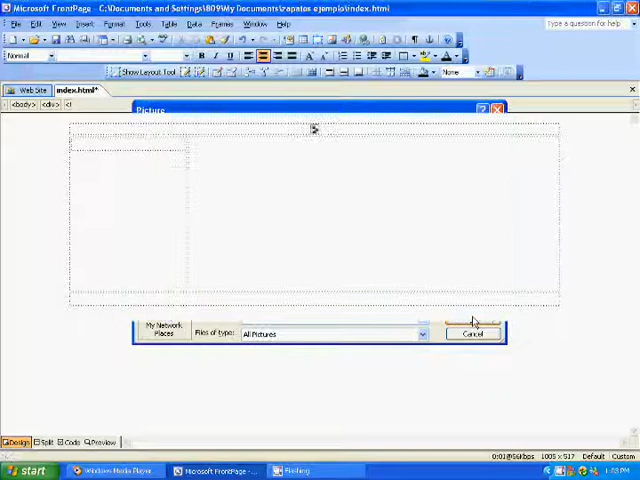 Microsoft FrontPage - C:\Documents and Settings\809\My Documents\zapatos ejemplo\index.html
File Edit View Insert Format Tools Table Data Frames Window Help
Type a question for help
Normal
B I U
Show Layout Tool
None
Web Site index.html*
<body> <div> <!
Picture
My Network Places
Files of type: All Pictures
Cancel
Design Split Code Preview
0:01@56Kbps 1005 x 517 Default Custom
start Windows Media Player Microsoft FrontPage - ... Flashing 1:08 PM